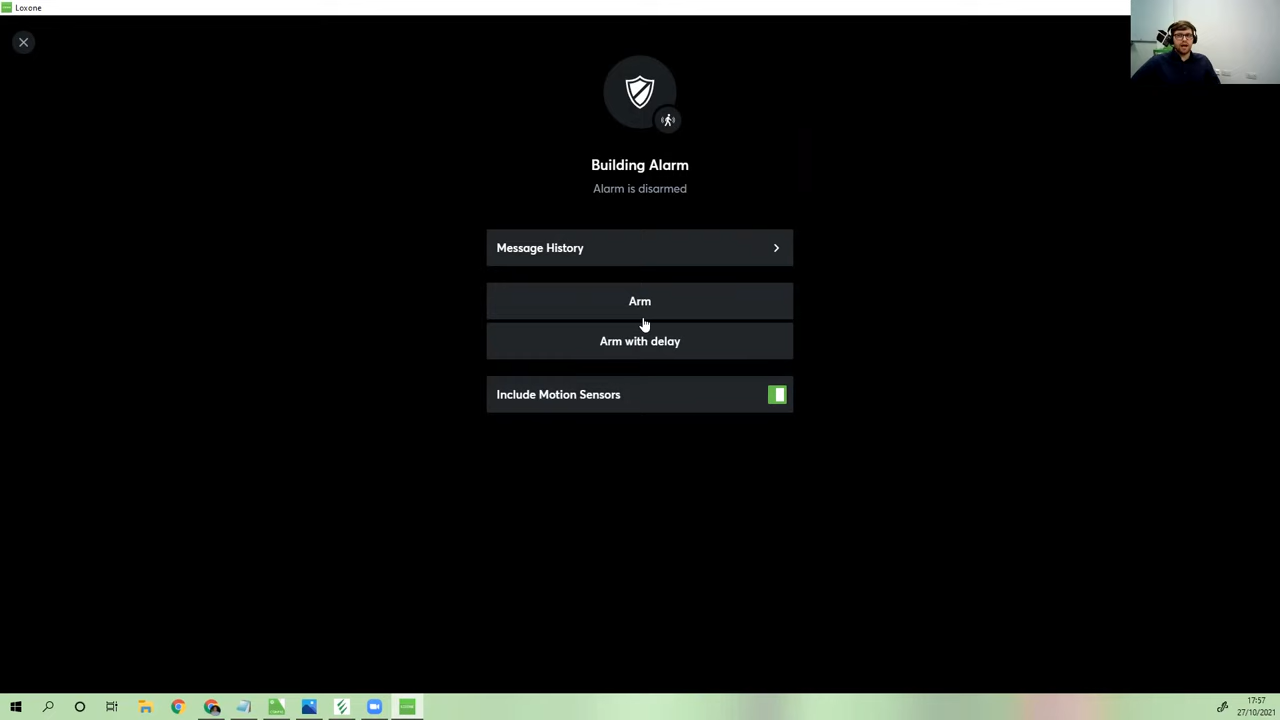 Loxone
Building Alarm
Alarm is disarmed
Message History
Arm
Arm with delay
Include Motion Sensors
17:57
27/10/2021